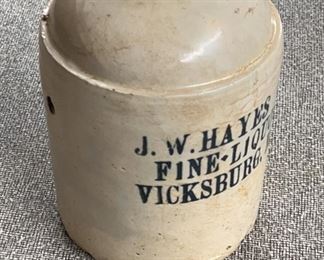 J. W. HAYES
FINE-LIQU
VICKSBURG,